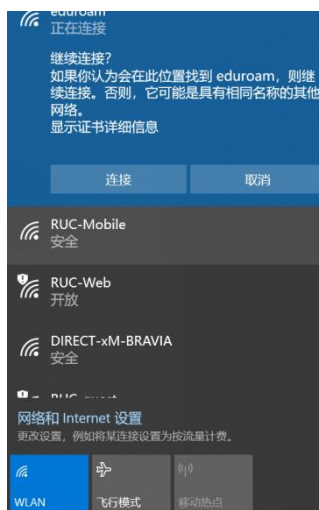 eduroam
正在连接
继续连接?
如果你认为会在此位置找到 eduroam，则继
续连接。否则，它可能是具有相同名称的其他
网络。
显示证书详细信息
连接 取消
RUC-Mobile
安全
RUC-Web
开放
DIRECT-xM-BRAVIA
安全
网络和 Internet 设置
更改设置，例如将某连接设置为按流量计费。
WLAN 飞行模式 移动热点